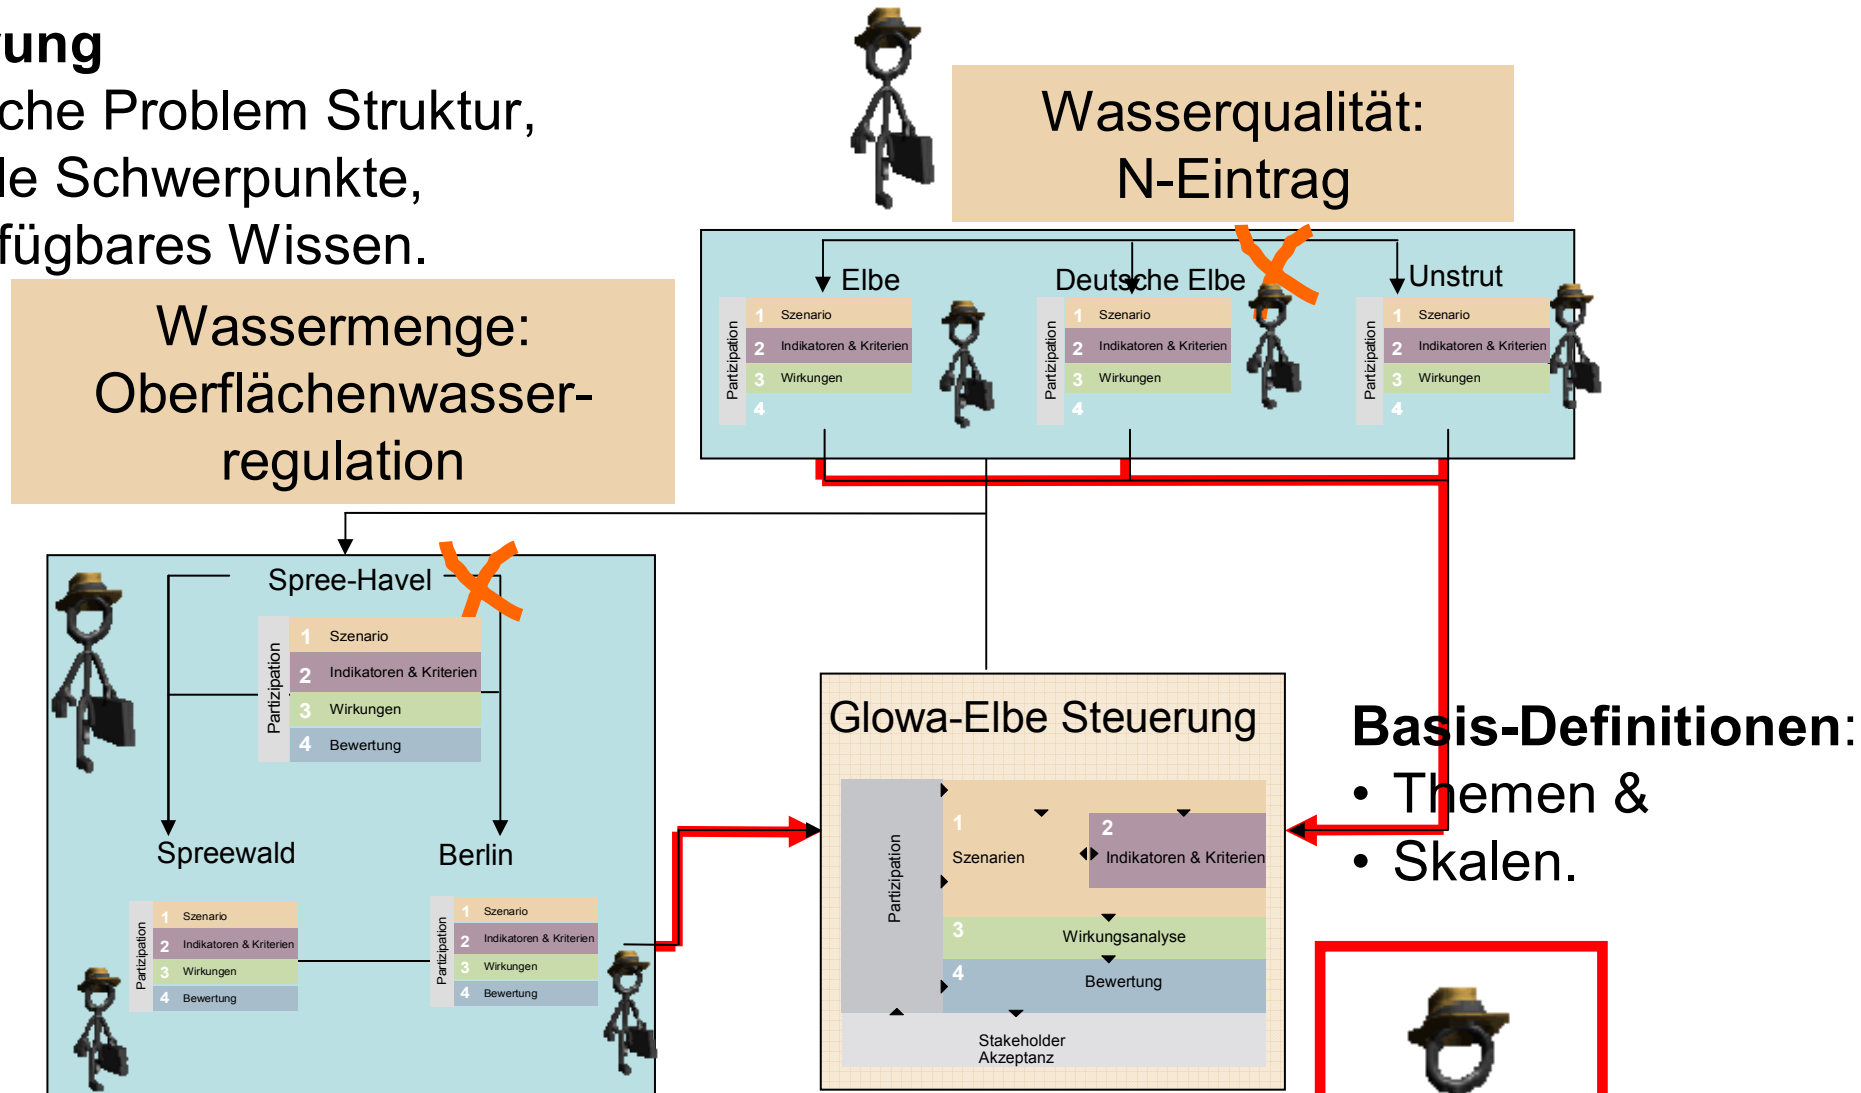 ung
che Problem Struktur,
le Schwerpunkte,
fügbares Wissen.
Wasserqualität:
N-Eintrag
Wassermenge:
Oberflächenwasser-
regulation
Elbe
Partizipation
1 Szenario
2 Indikatoren & Kriterien
3 Wirkungen
4
Deutsche Elbe
Partizipation
1 Szenario
2 Indikatoren & Kriterien
3 Wirkungen
4
Unstrut
Partizipation
1 Szenario
2 Indikatoren & Kriterien
3 Wirkungen
4
Spree-Havel
Partizipation
1 Szenario
2 Indikatoren & Kriterien
3 Wirkungen
4 Bewertung
Spreewald
Partizipation
1 Szenario
2 Indikatoren & Kriterien
3 Wirkungen
4 Bewertung
Berlin
Partizipation
1 Szenario
2 Indikatoren & Kriterien
3 Wirkungen
4 Bewertung
Glowa-Elbe Steuerung
Partizipation
1
Szenarien
2
Indikatoren & Kriterien
3
Wirkungsanalyse
4
Bewertung
Stakeholder
Akzeptanz
Basis-Definitionen:
• Themen &
• Skalen.